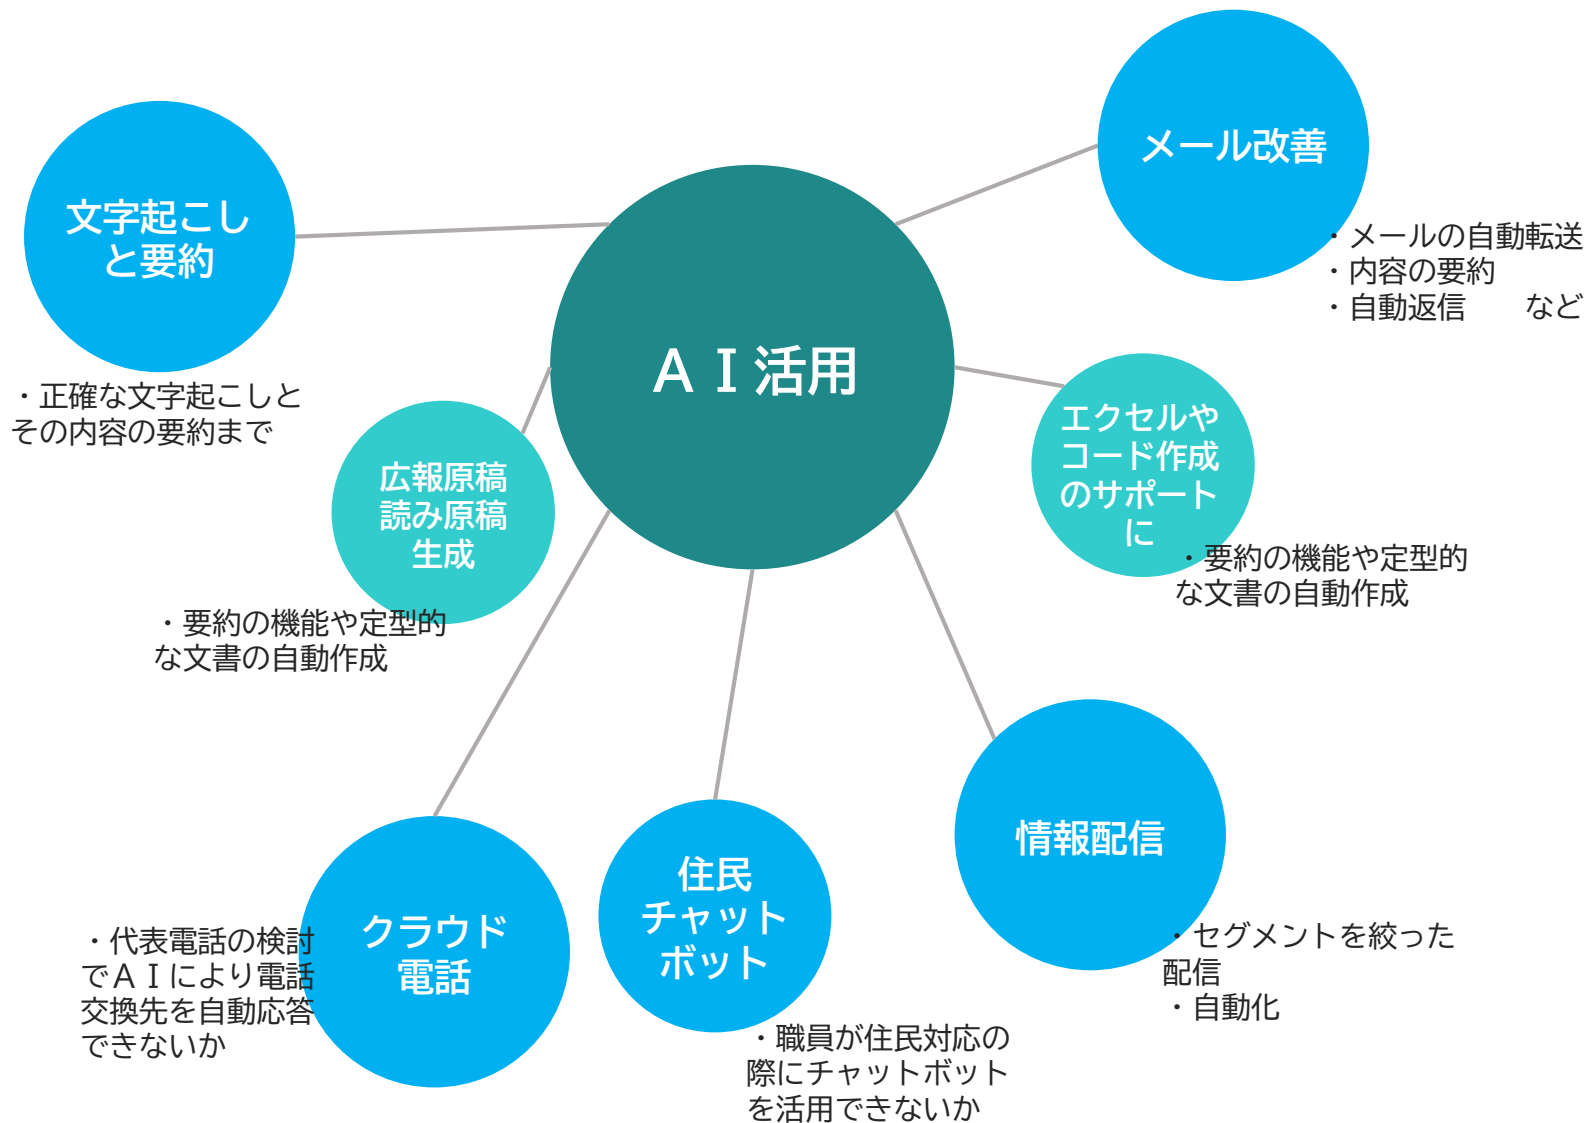 メール改善
・メールの自動転送
・内容の要約
・自動返信　　など
文字起こし
と要約
・正確な文字起こしと
その内容の要約まで
ＡＩ活用
エクセルや
コード作成
のサポート
に
・要約の機能や定型的
な文書の自動作成
広報原稿
読み原稿
生成
・要約の機能や定型的
な文書の自動作成
情報配信
・セグメントを絞った
配信
・自動化
住民
チャット
ボット
・職員が住民対応の
際にチャットボット
を活用できないか
クラウド
電話
・代表電話の検討
でＡＩにより電話
交換先を自動応答
できないか